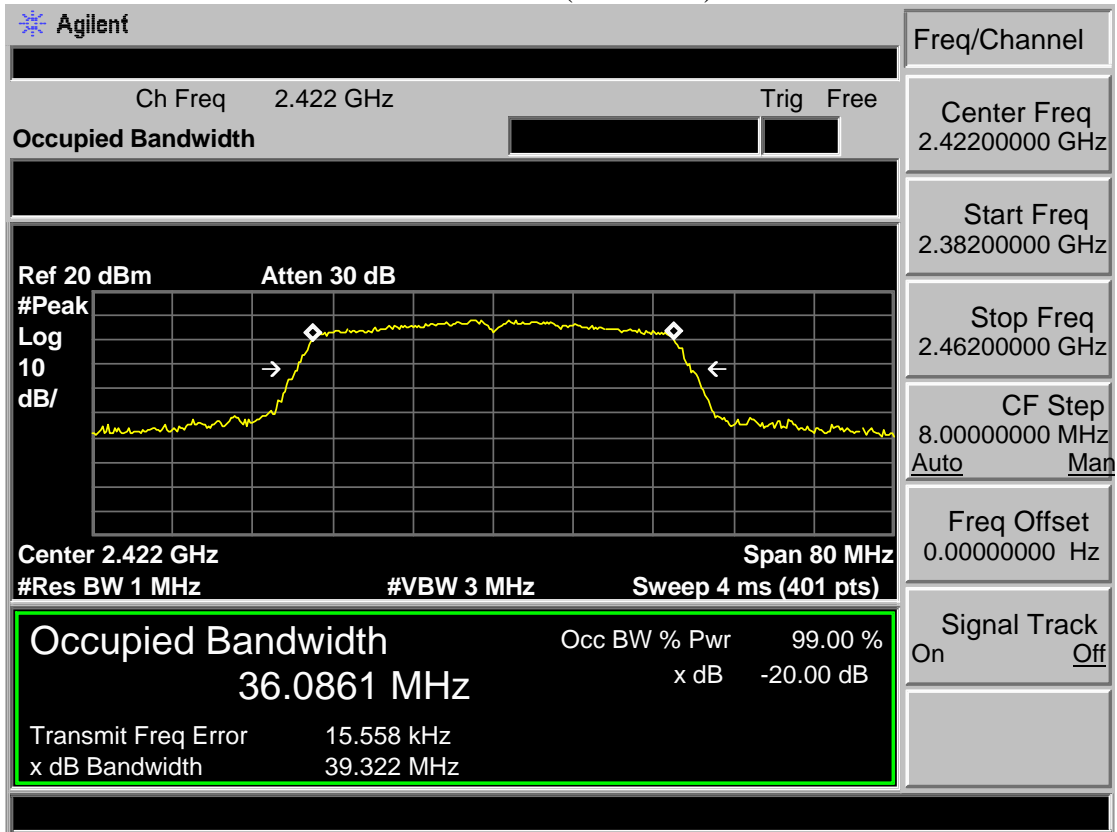 Agilent
Freq/Channel
Ch Freq 2.422 GHz Trig Free
Occupied Bandwidth
Center Freq
2.42200000 GHz
Start Freq
2.38200000 GHz
Stop Freq
2.46200000 GHz
CF Step
8.00000000 MHz
Auto Man
Freq Offset
0.00000000 Hz
Signal Track
On Off
Ref 20 dBm Atten 30 dB
#Peak
Log
10
dB/
Center 2.422 GHz Span 80 MHz
#Res BW 1 MHz #VBW 3 MHz Sweep 4 ms (401 pts)
Occupied Bandwidth Occ BW % Pwr 99.00 %
36.0861 MHz x dB -20.00 dB
Transmit Freq Error 15.558 kHz
x dB Bandwidth 39.322 MHz